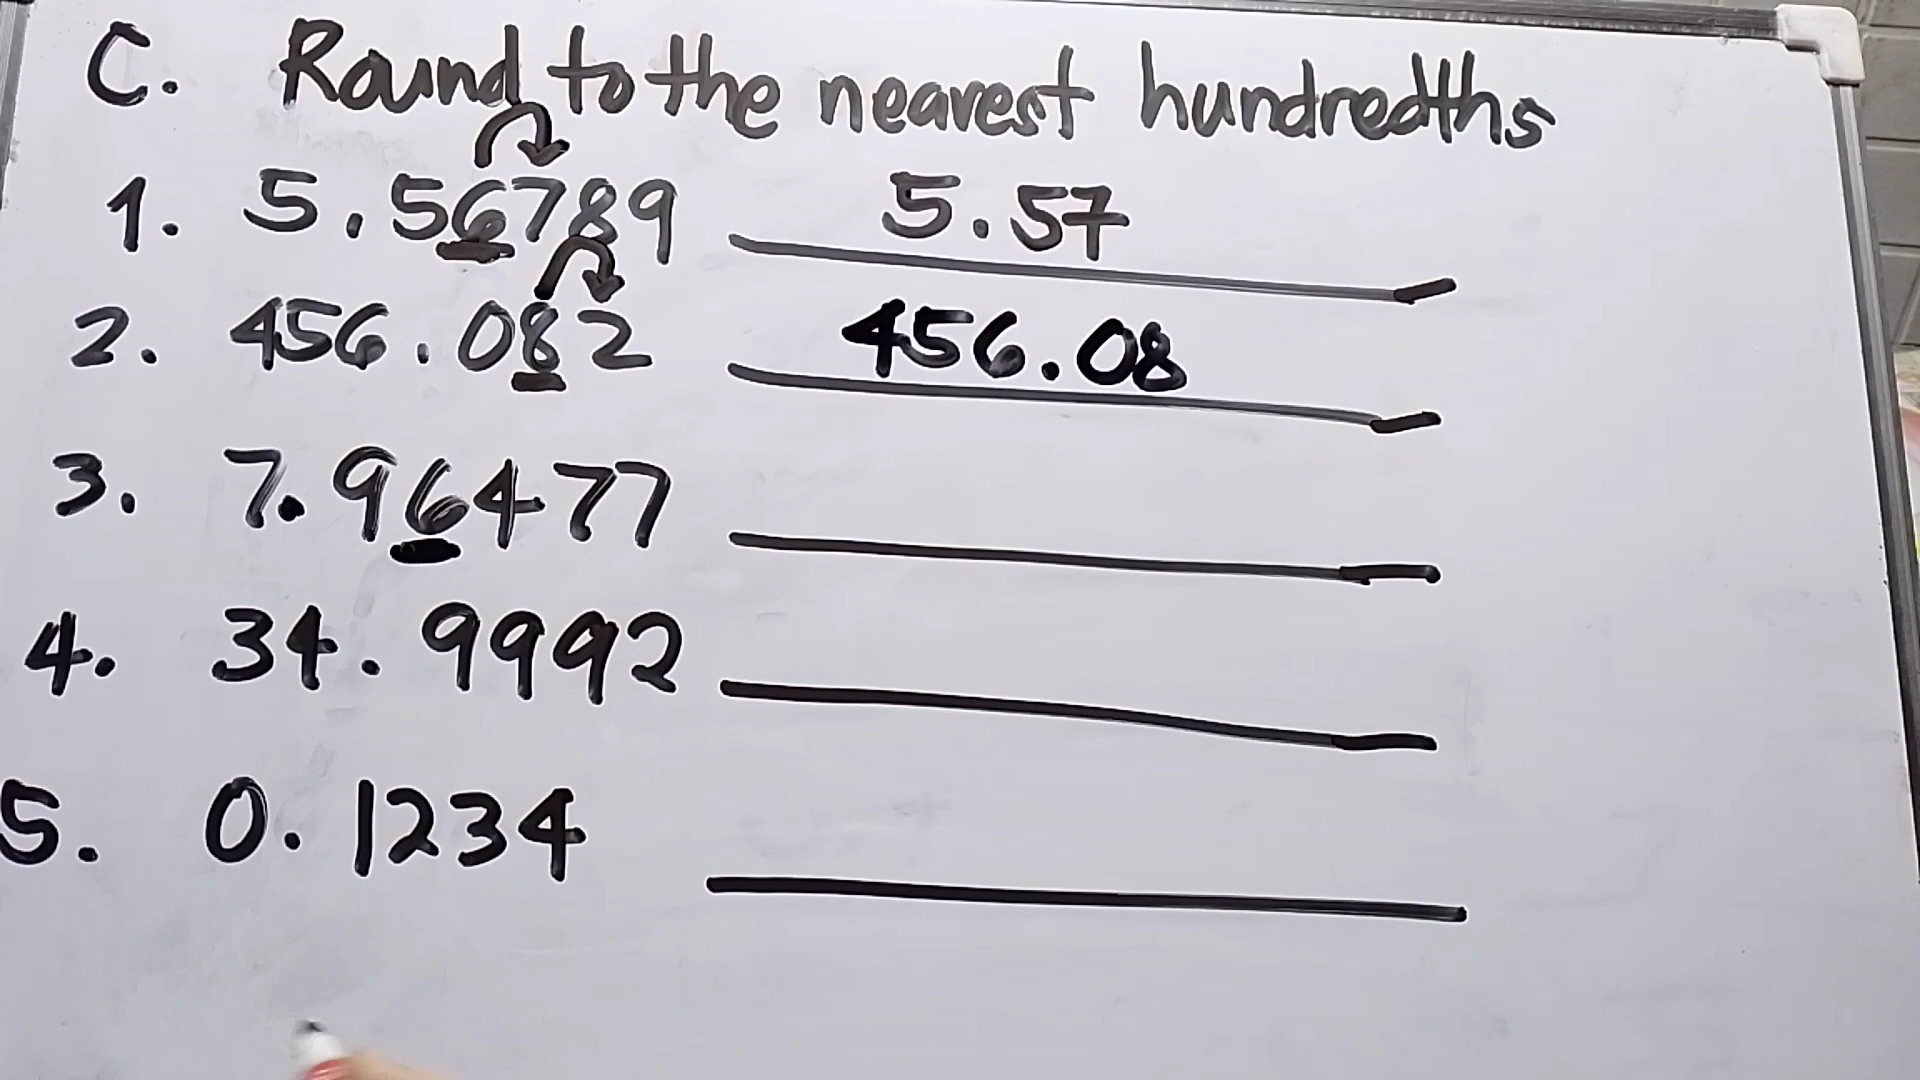 C. Round to the nearest hundredths
1. 5.56789 5.57
2. 456.082 456.08
3. 7.96477
4. 34.9992
5. 0.1234